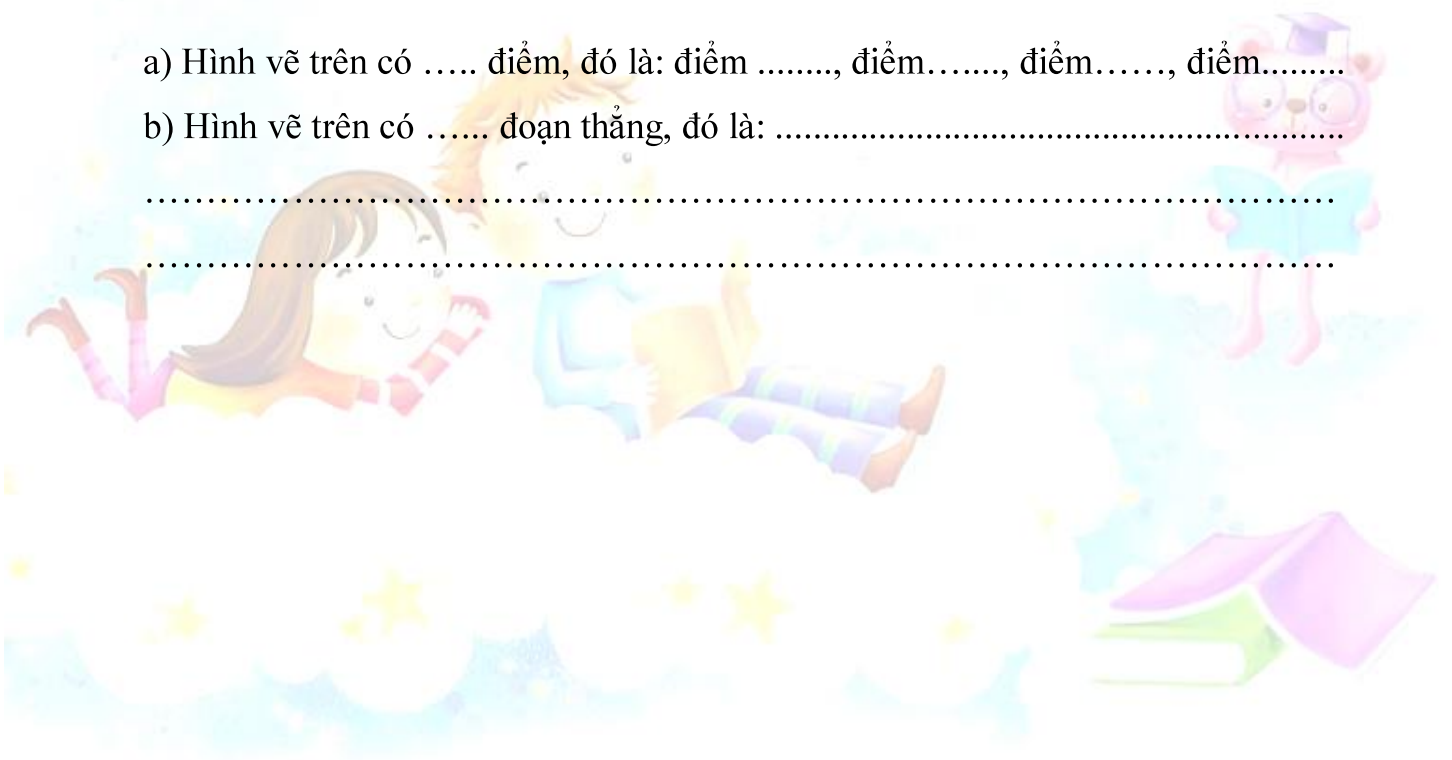 a) Hình vẽ trên có ….. điểm, đó là: điểm ........, điểm…....., điểm……, điểm.........
b) Hình vẽ trên có …... đoạn thẳng, đó là: .............................................................
……………………………………………………………………………………
……………………………………………………………………………………